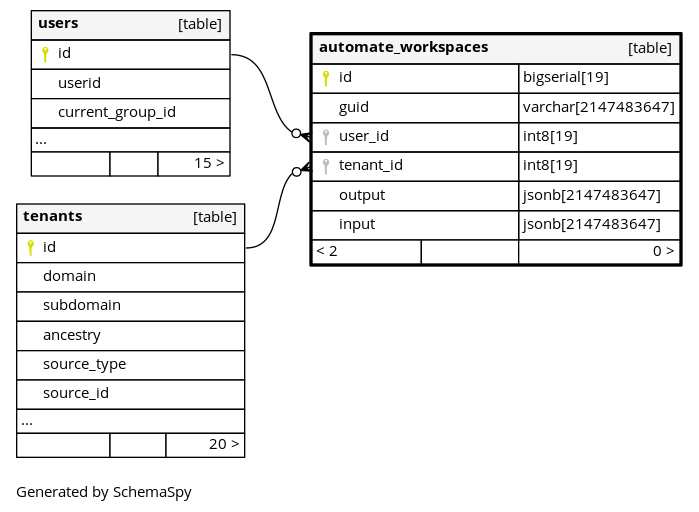 users [table]
id
userid
current_group_id
...
15 >
automate_workspaces [table]
id bigserial[19]
guid varchar[2147483647]
user_id int8[19]
tenant_id int8[19]
output jsonb[2147483647]
input jsonb[2147483647]
< 2 0 >
tenants [table]
id
domain
subdomain
ancestry
source_type
source_id
...
20 >
Generated by SchemaSpy